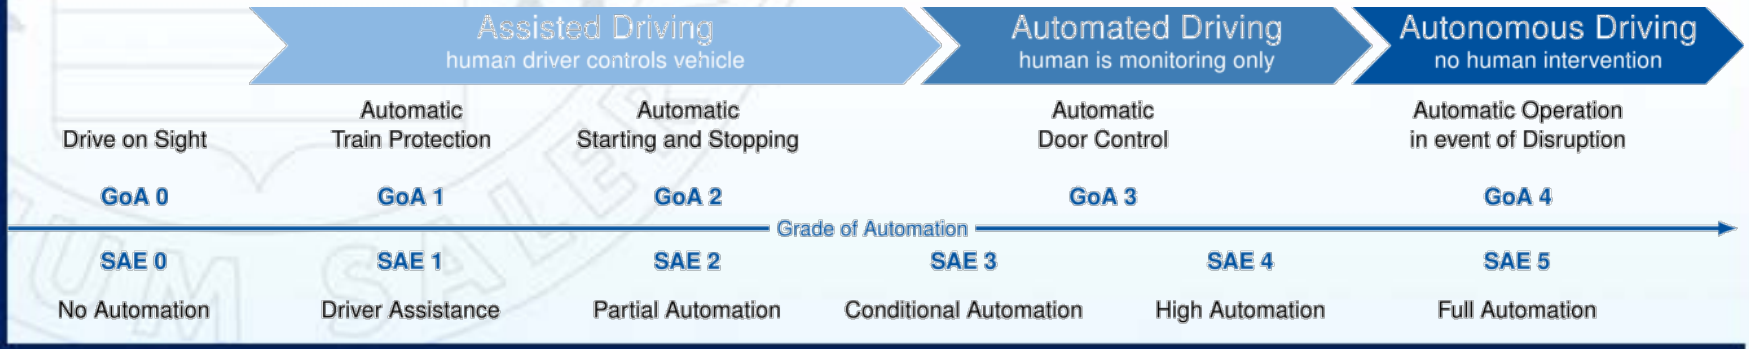 Assisted Driving
human driver controls vehicle
Automated Driving
human is monitoring only
Autonomous Driving
no human intervention
Drive on Sight
Automatic
Train Protection
Automatic
Starting and Stopping
Automatic
Door Control
Automatic Operation
in event of Disruption
GoA 0
GoA 1
GoA 2
GoA 3
GoA 4
Grade of Automation
SAE 0
SAE 1
SAE 2
SAE 3
SAE 4
SAE 5
No Automation
Driver Assistance
Partial Automation
Conditional Automation
High Automation
Full Automation